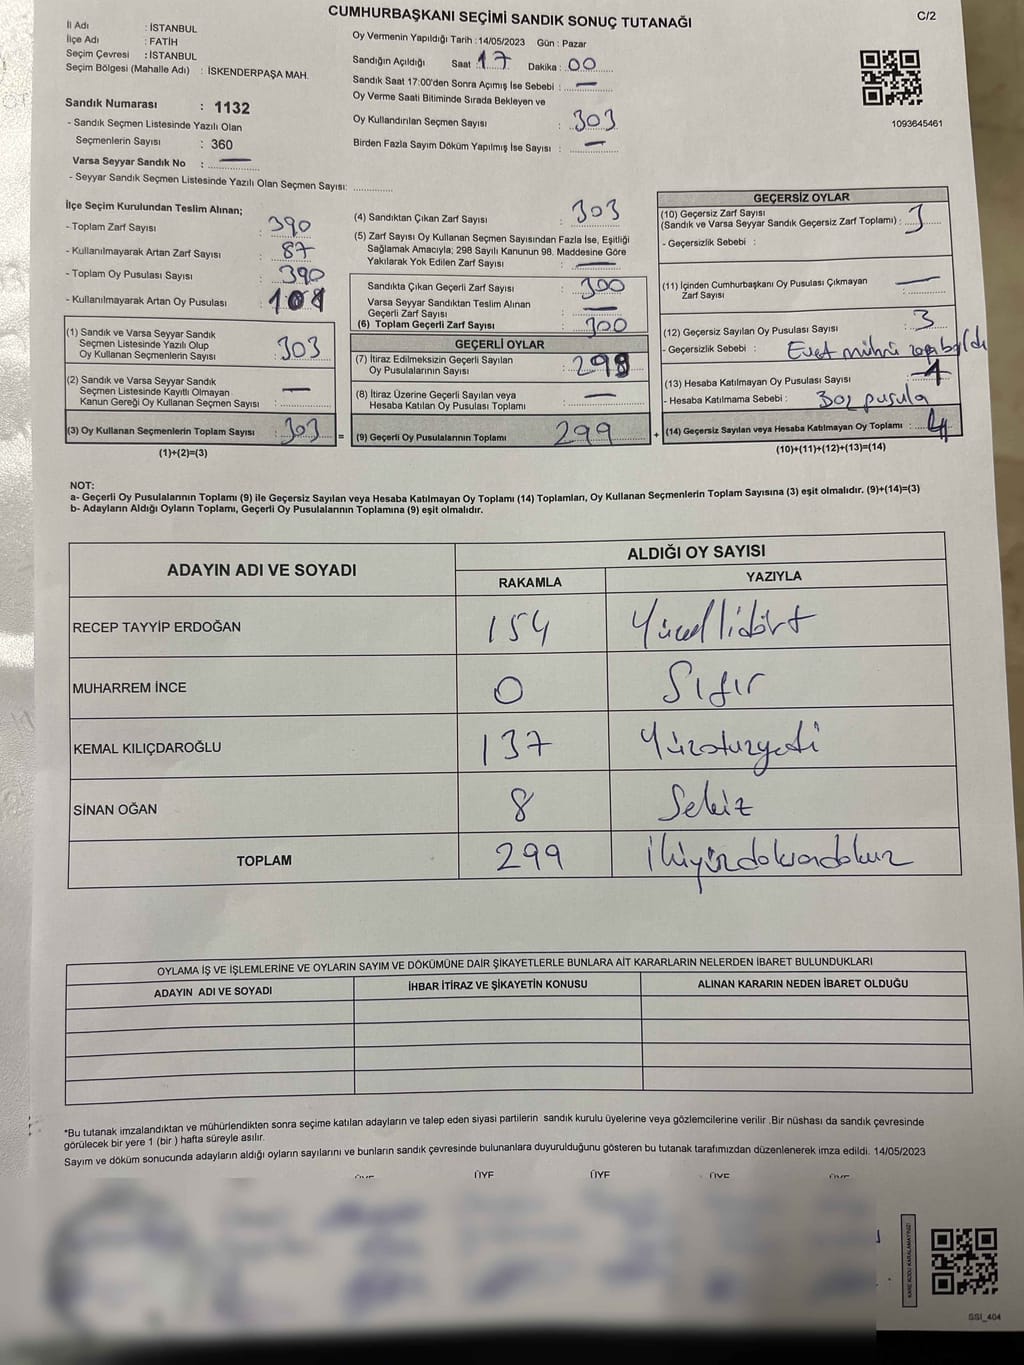 CUMHURBAŞKANI SEÇİMİ SANDIK SONUÇ TUTANAĞI
C/2
İl Adı : İSTANBUL
İlçe Adı : FATİH
Seçim Çevresi : İSTANBUL
Seçim Bölgesi (Mahalle Adı) : İSKENDERPAŞA MAH.
Sandık Numarası : 1132
- Sandık Seçmen Listesinde Yazılı Olan
Seçmenlerin Sayısı : 360
Varsa Seyyar Sandık No : —
- Seyyar Sandık Seçmen Listesinde Yazılı Olan Seçmen Sayısı:
Oy Vermenin Yapıldığı Tarih : 14/05/2023 Gün : Pazar
Sandığın Açıldığı Saat : 17 Dakika : 00
Sandık Saat 17:00'den Sonra Açımış İse Sebebi : —
Oy Verme Saati Bitiminde Sırada Bekleyen ve
Oy Kullandırılan Seçmen Sayısı : 303
Birden Fazla Sayım Döküm Yapılmış İse Sayısı : —
1093645461
İlçe Seçim Kurulundan Teslim Alınan;
- Toplam Zarf Sayısı : 390
- Kullanılmayarak Artan Zarf Sayısı : 87
- Toplam Oy Pusulası Sayısı : 390
- Kullanılmayarak Artan Oy Pusulası :
(1) Sandık ve Varsa Seyyar Sandık
Seçmen Listesinde Yazılı Olup
Oy Kullanan Seçmenlerin Sayısı : 303
(2) Sandık ve Varsa Seyyar Sandık
Seçmen Listesinde Kayıtlı Olmayan
Kanun Gereği Oy Kullanan Seçmen Sayısı : —
(3) Oy Kullanan Seçmenlerin Toplam Sayısı : 303 =
(1)+(2)=(3)
(4) Sandıktan Çıkan Zarf Sayısı : 303
(5) Zarf Sayısı Oy Kullanan Seçmen Sayısından Fazla İse, Eşitliği
Sağlamak Amacıyla; 298 Sayılı Kanunun 98. Maddesine Göre
Yakılarak Yok Edilen Zarf Sayısı : —
Sandıkta Çıkan Geçerli Zarf Sayısı : 300
Varsa Seyyar Sandıktan Teslim Alınan
Geçerli Zarf Sayısı : —
(6) Toplam Geçerli Zarf Sayısı : 300
GEÇERLİ OYLAR
(7) İtiraz Edilmeksizin Geçerli Sayılan
Oy Pusulalarının Sayısı :
(8) İtiraz Üzerine Geçerli Sayılan veya
Hesaba Katılan Oy Pusulası Toplamı : —
(9) Geçerli Oy Pusulalarının Toplamı : 299 +
GEÇERSİZ OYLAR
(10) Geçersiz Zarf Sayısı
(Sandık ve Varsa Seyyar Sandık Geçersiz Zarf Toplamı) : 3
- Geçersizlik Sebebi :
(11) İçinden Cumhurbaşkanı Oy Pusulası Çıkmayan
Zarf Sayısı : —
(12) Geçersiz Sayılan Oy Pusulası Sayısı : 3
- Geçersizlik Sebebi : Evet mührü
(13) Hesaba Katılmayan Oy Pusulası Sayısı : 1
- Hesaba Katılmama Sebebi : 302 pusula
(14) Geçersiz Sayılan veya Hesaba Katılmayan Oy Toplamı : 4
(10)+(11)+(12)+(13)=(14)
NOT:
a- Geçerli Oy Pusulalarının Toplamı (9) ile Geçersiz Sayılan veya Hesaba Katılmayan Oy Toplamı (14) Toplamları, Oy Kullanan Seçmenlerin Toplam Sayısına (3) eşit olmalıdır. (9)+(14)=(3)
b- Adayların Aldığı Oyların Toplamı, Geçerli Oy Pusulalarının Toplamına (9) eşit olmalıdır.
ADAYIN ADI VE SOYADI
ALDIĞI OY SAYISI
RAKAMLA YAZIYLA
RECEP TAYYİP ERDOĞAN 154 Yüzellidört
MUHARREM İNCE 0 Sıfır
KEMAL KILIÇDAROĞLU 137 Yüzotuzyedi
SİNAN OĞAN 8 Sekiz
TOPLAM 299 İkiyüzdoksandokuz
OYLAMA İŞ VE İŞLEMLERİNE VE OYLARIN SAYIM VE DÖKÜMÜNE DAİR ŞİKAYETLERLE BUNLARA AİT KARARLARIN NELERDEN İBARET BULUNDUKLARI
ADAYIN ADI VE SOYADI İHBAR İTİRAZ VE ŞİKAYETİN KONUSU ALINAN KARARIN NEDEN İBARET OLDUĞU
*Bu tutanak imzalandıktan ve mühürlendikten sonra seçime katılan adayların ve talep eden siyasi partilerin sandık kurulu üyelerine veya gözlemcilerine verilir .Bir nüshası da sandık çevresinde
görülecek bir yere 1 (bir ) hafta süreyle asılır.
Sayım ve döküm sonucunda adayların aldığı oyların sayılarını ve bunların sandık çevresinde bulunanlara duyurulduğunu gösteren bu tutanak tarafımızdan düzenlenerek imza edildi. 14/05/2023
ÜYE ÜYE ÜYE ÜYE ÜYE
KARE KODU KARALAMAYINIZ!
SSI_404